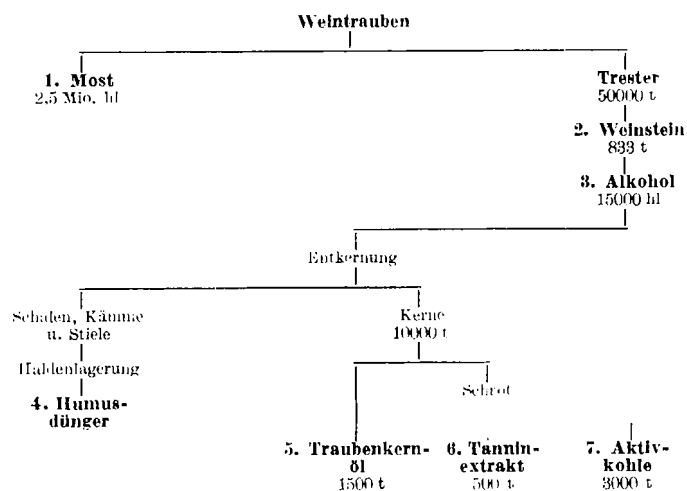 Weintrauben
1. Most
2,5 Mio. hl
Trester
50000 t
2. Weinstein
833 t
3. Alkohol
15000 hl
Entkernung
Schalen, Kämme
u. Stiele
Haldenlagerung
4. Humus-
dünger
Kerne
10000 t
Schrot
5. Traubenkern-
öl
1500 t
6. Tannin-
extrakt
500 t
7. Aktiv-
kohle
3000 t